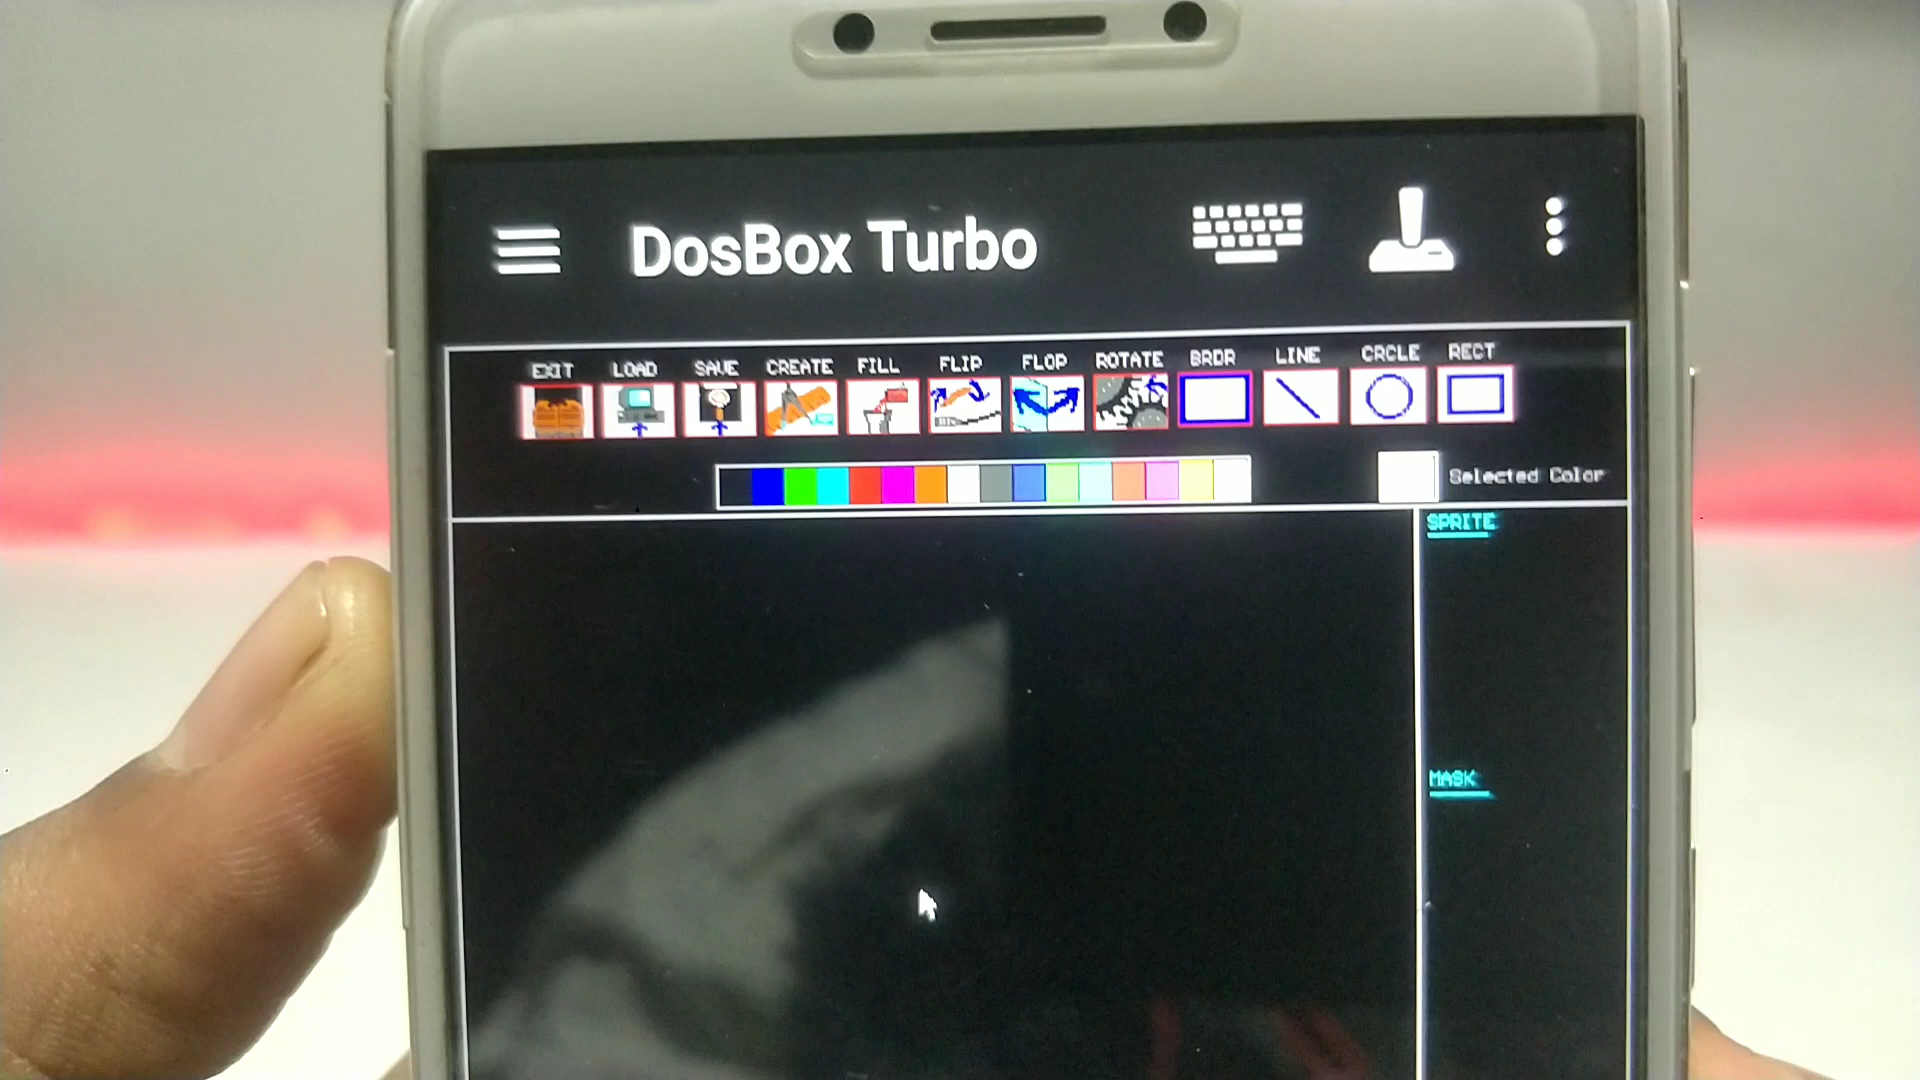 DosBox Turbo
EXIT LOAD SAVE CREATE FILL FLIP FLOP ROTATE BRDR LINE CRCLE RECT
Selected Color
SPRITE
MASK